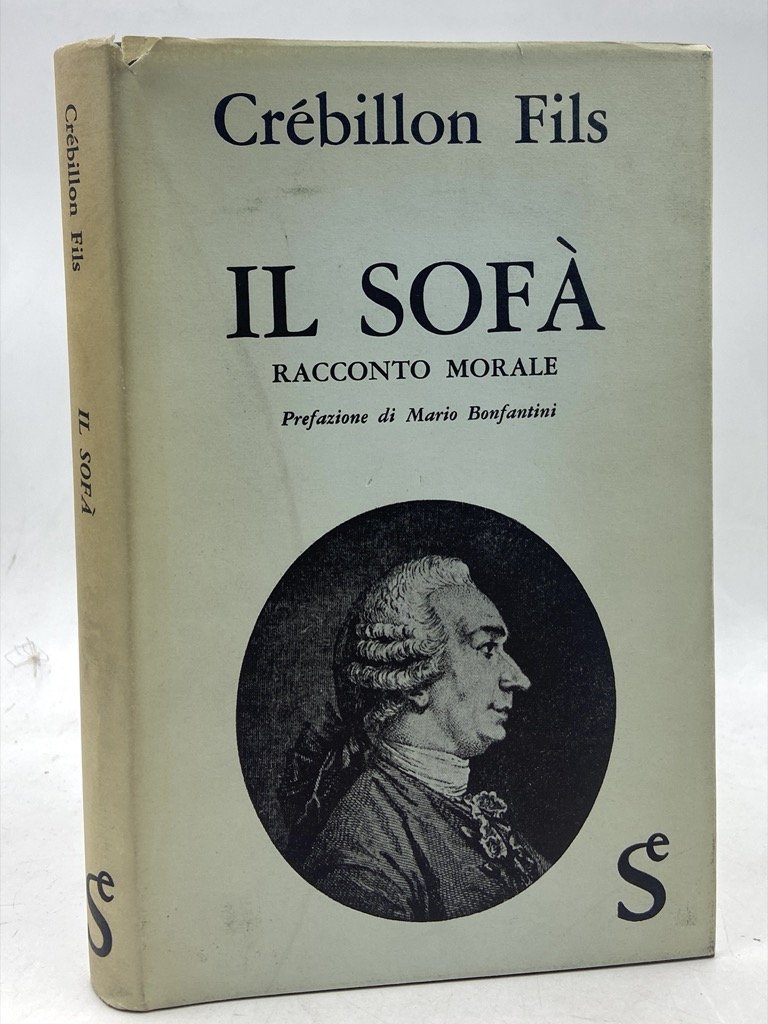 Crébillon Fils
IL SOFÀ
RACCONTO MORALE
Prefazione di Mario Bonfantini
Se
Crébillon Fils
IL SOFÀ
Se